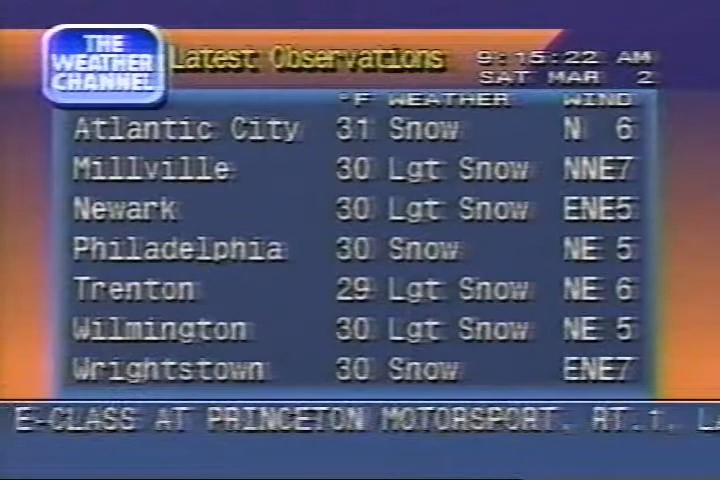 THE
WEATHER
CHANNEL
Latest Observations
9:15:22 AM
SAT MAR 2
°F WEATHER WIND
Atlantic City 31 Snow N 6
Millville 30 Lgt Snow NNE7
Newark 30 Lgt Snow ENE5
Philadelphia 30 Snow NE 5
Trenton 29 Lgt Snow NE 6
Wilmington 30 Lgt Snow NE 5
Wrightstown 30 Snow ENE7
E-CLASS AT PRINCETON MOTORSPORT. RT.1. LA